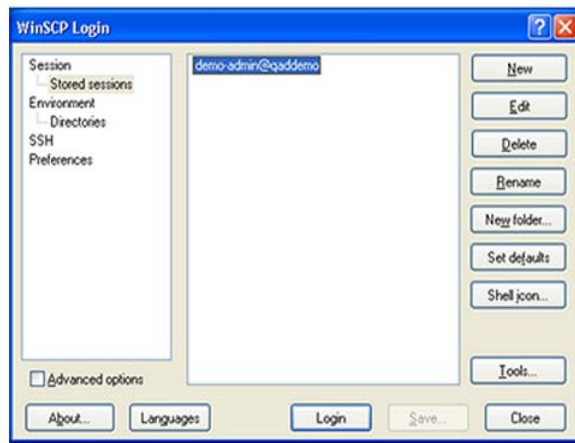 WinSCP Login
Session
Stored sessions
Environment
Directories
SSH
Preferences
demo-admin@qaddemo
New
Edit
Delete
Rename
New folder...
Set defaults
Shell icon...
Tools...
Advanced options
About...
Languages
Login
Save...
Close